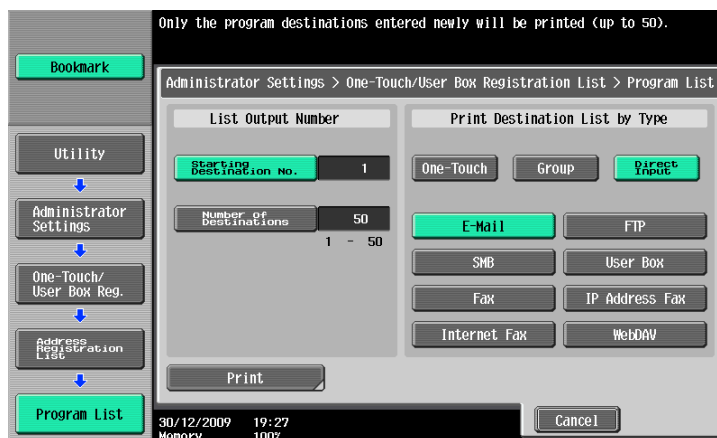 Only the program destinations entered newly will be printed (up to 50).
Bookmark
Administrator Settings > One-Touch/User Box Registration List > Program List
List Output Number
Print Destination List by Type
Utility
Starting
Destination No.
1
One-Touch
Group
Direct
Input
Administrator
Settings
Number of
Destinations
50
1 - 50
E-Mail
FTP
SMB
User Box
One-Touch/
User Box Reg.
Fax
IP Address Fax
Internet Fax
WebDAV
Address
Registration
List
Print
Program List
30/12/2009 19:27
Memory 100%
Cancel